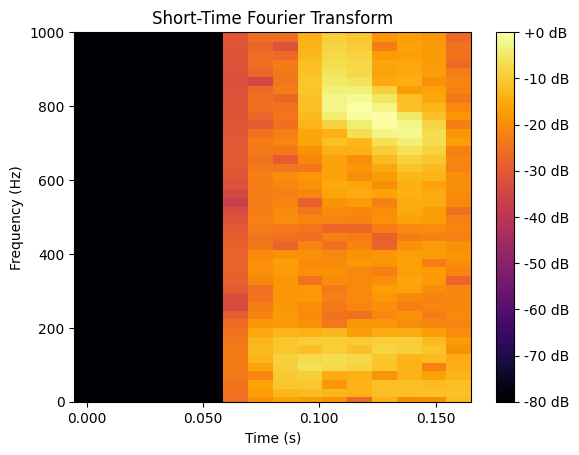 Short-Time Fourier Transform
Frequency (Hz)
1000
800
600
400
200
0
0.000
0.050
0.100
0.150
Time (s)
+0 dB
-10 dB
-20 dB
-30 dB
-40 dB
-50 dB
-60 dB
-70 dB
-80 dB